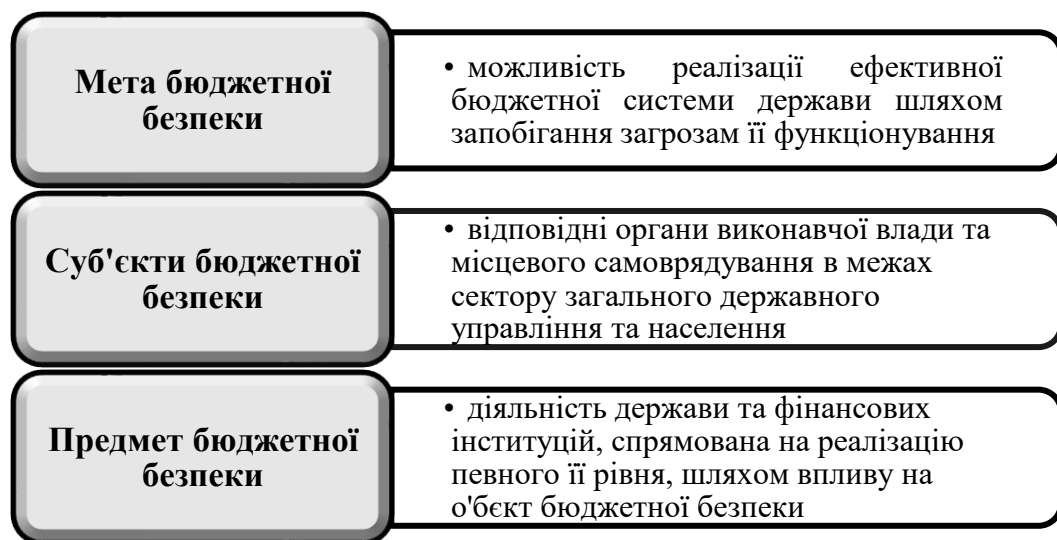 Мета бюджетної
безпеки
• можливість реалізації ефективної
бюджетної системи держави шляхом
запобігання загрозам її функціонування
Суб'єкти бюджетної
безпеки
• відповідні органи виконавчої влади та
місцевого самоврядування в межах
сектору загального державного
управління та населення
Предмет бюджетної
безпеки
• діяльність держави та фінансових
інституцій, спрямована на реалізацію
певного її рівня, шляхом впливу на
о'бєкт бюджетної безпеки